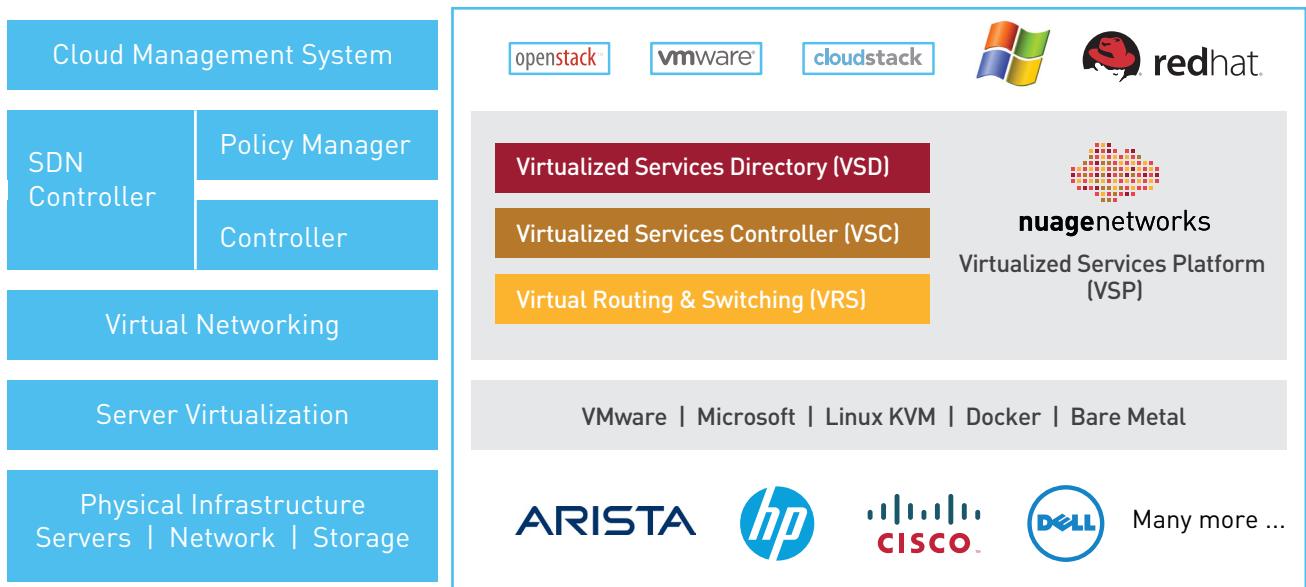 Cloud Management System
openstack
vmware
cloudstack
redhat.
SDN
Controller
Policy Manager
Controller
Virtualized Services Directory (VSD)
Virtualized Services Controller (VSC)
Virtual Routing & Switching (VRS)
nuagenetworks
Virtualized Services Platform
(VSP)
Virtual Networking
Server Virtualization
VMware | Microsoft | Linux KVM | Docker | Bare Metal
Physical Infrastructure
Servers | Network | Storage
ARISTA
hp
CISCO
DELL
Many more ...